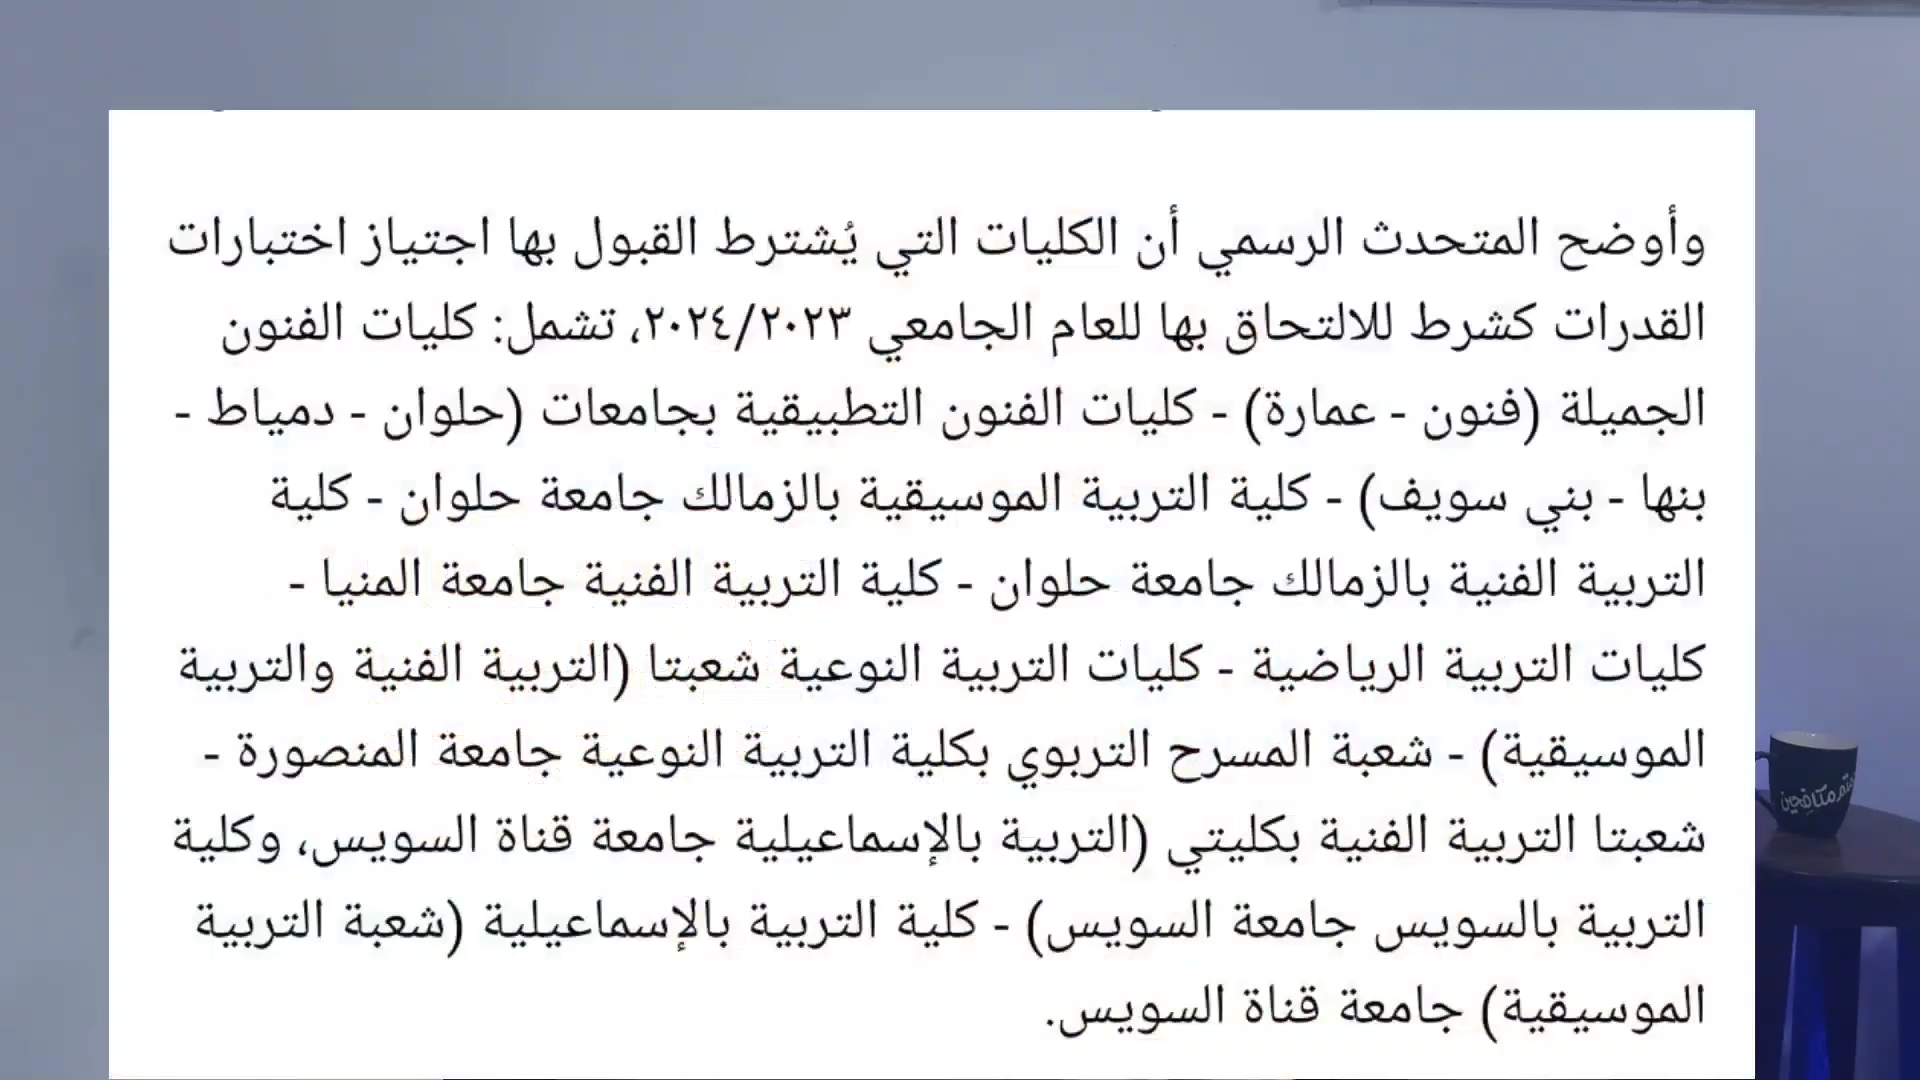 وأوضح المتحدث الرسمي أن الكليات التي يُشترط القبول بها اجتياز اختبارات
القدرات كشرط للالتحاق بها للعام الجامعي ٢٠٢٤/٢٠٢٣، تشمل: كليات الفنون
الجميلة (فنون - عمارة) - كليات الفنون التطبيقية بجامعات (حلوان - دمياط -
بنها - بني سويف) - كلية التربية الموسيقية بالزمالك جامعة حلوان - كلية
التربية الفنية بالزمالك جامعة حلوان - كلية التربية الفنية جامعة المنيا -
كليات التربية الرياضية - كليات التربية النوعية شعبتا (التربية الفنية والتربية
الموسيقية) - شعبة المسرح التربوي بكلية التربية النوعية جامعة المنصورة -
شعبتا التربية الفنية بكليتي (التربية بالإسماعيلية جامعة قناة السويس، وكلية
التربية بالسويس جامعة السويس) - كلية التربية بالإسماعيلية (شعبة التربية
الموسيقية) جامعة قناة السويس.
مكافحين